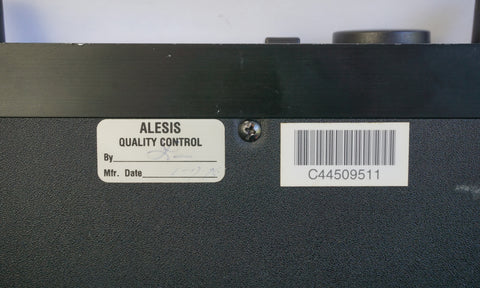 ALESIS
QUALITY CONTROL
By
Mfr. Date
C44509511